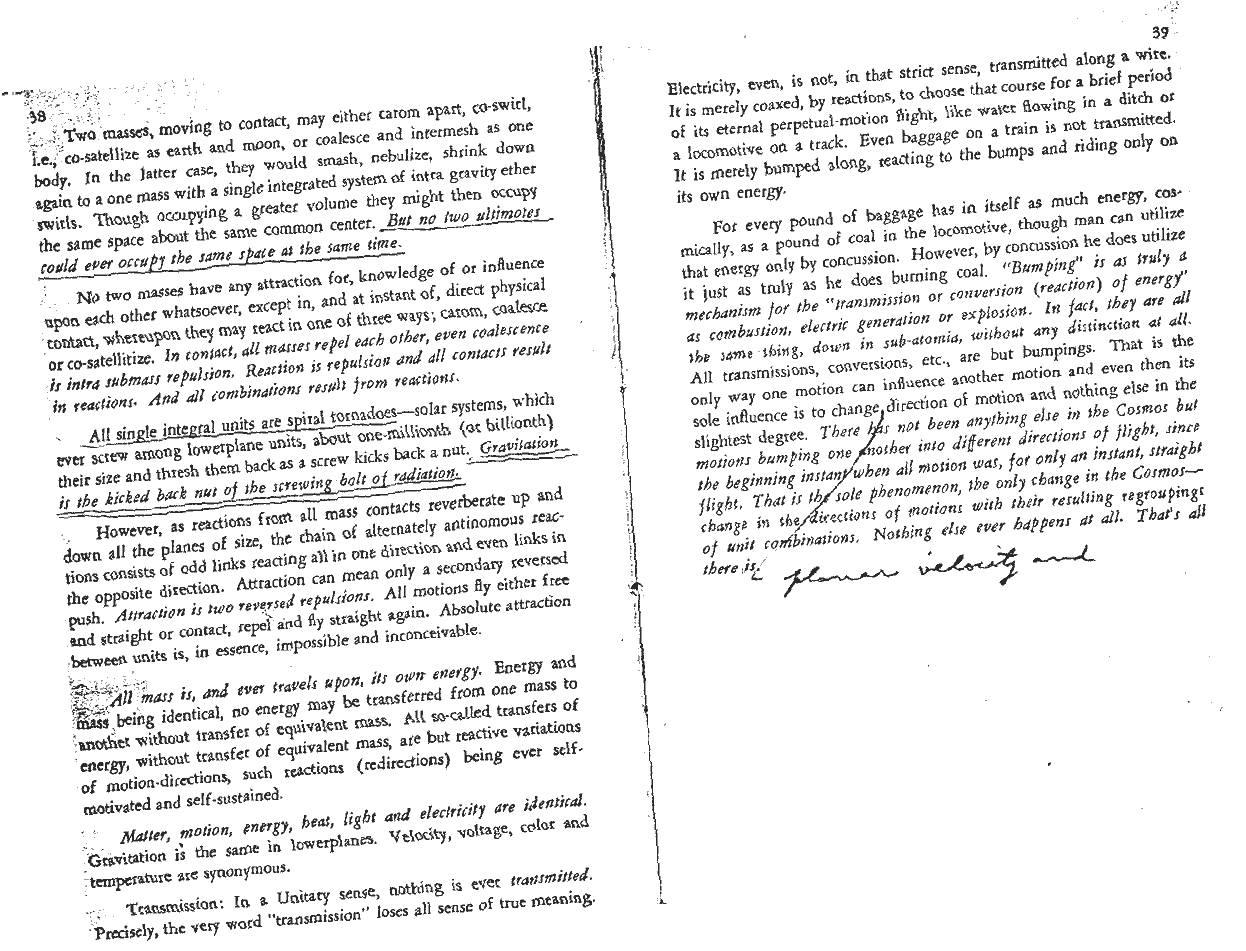 38
Two masses, moving to contact, may either carom apart, co-swirl,
i.e., co-satellize as earth and moon, or coalesce and intermesh as one
body. In the latter case, they would smash, nebulize, shrink down
again to a one mass with a single integrated system of intra gravity ether
swirls. Though occupying a greater volume they might then occupy
the same space about the same common center. But no two ultimotes
could ever occupy the same space at the same time.
No two masses have any attraction for, knowledge of or influence
upon each other whatsoever, except in, and at instant of, direct physical
contact, whereupon they may react in one of three ways; carom, coalesce
or co-satellitize. In contact, all masses repel each other, even coalescence
is intra submass repulsion. Reaction is repulsion and all contacts result
in reactions. And all combinations result from reactions.
All single integral units are spiral tornadoes—solar systems, which
ever screw among lowerplane units, about one-millionth (or billionth)
their size and thresh them back as a screw kicks back a nut. Gravitation
is the kicked back nut of the screwing bolt of radiation.
However, as reactions from all mass contacts reverberate up and
down all the planes of size, the chain of alternately antinomous reac-
tions consists of odd links reacting all in one direction and even links in
the opposite direction. Attraction can mean only a secondary reversed
push. Attraction is two reversed repulsions. All motions fly either free
and straight or contact, repel and fly straight again. Absolute attraction
between units is, in essence, impossible and inconceivable.
All mass is, and ever travels upon, its own energy. Energy and
mass being identical, no energy may be transferred from one mass to
another without transfer of equivalent mass. All so-called transfers of
energy, without transfer of equivalent mass, are but reactive variations
of motion-directions, such reactions (redirections) being ever self-
motivated and self-sustained.
Matter, motion, energy, heat, light and electricity are identical.
Gravitation is the same in lowerplanes. Velocity, voltage, color and
temperature are synonymous.
Transmission: In a Unitary sense, nothing is ever transmitted.
Precisely, the very word "transmission" loses all sense of true meaning.
39
Electricity, even, is not, in that strict sense, transmitted along a wire.
It is merely coaxed, by reactions, to choose that course for a brief period
of its eternal perpetual-motion flight, like water flowing in a ditch or
a locomotive on a track. Even baggage on a train is not transmitted.
It is merely bumped along, reacting to the bumps and riding only on
its own energy.
For every pound of baggage has in itself as much energy, cos-
mically, as a pound of coal in the locomotive, though man can utilize
that energy only by concussion. However, by concussion he does utilize
it just as truly as he does burning coal. "Bumping" is as truly a
mechanism for the "transmission or conversion (reaction) of energy"
as combustion, electric generation or explosion. In fact, they are all
the same thing, down in sub-atomia, without any distinction at all.
All transmissions, conversions, etc., are but bumpings. That is the
only way one motion can influence another motion and even then its
sole influence is to change direction of motion and nothing else in the
slightest degree. There has not been anything else in the Cosmos but
motions bumping one another into different directions of flight, since
the beginning instant when all motion was, for only an instant, straight
flight. That is the sole phenomenon, the only change in the Cosmos—
change in the directions of motions with their resulting regroupings
of unit combinations. Nothing else ever happens at all. That's all
there is.
planar velocity and